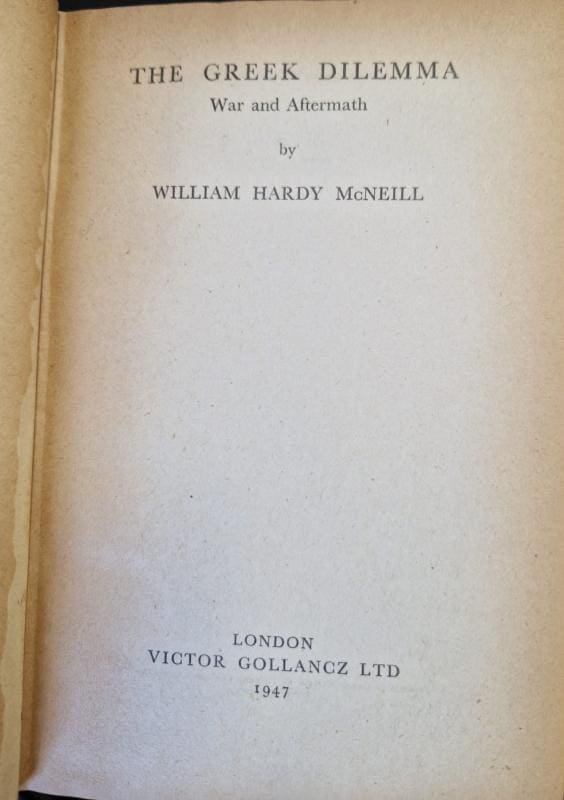 THE GREEK DILEMMA
War and Aftermath
by
WILLIAM HARDY McNEILL
LONDON
VICTOR GOLLANCZ LTD
1947